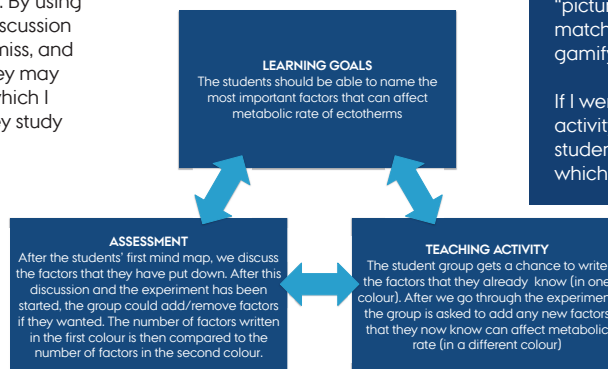 . By using
scussion
miss, and
ey may
which I
y study
LEARNING GOALS
The students should be able to name the
most important factors that can affect
metabolic rate of ectotherms
"pictur
match
gamify
If I wer
activity
studen
which
ASSESSMENT
After the students' first mind map, we discuss
the factors that they have put down. After this
discussion and the experiment has been
started, the group could add/remove factors
if they wanted. The number of factors written
in the first colour is then compared to the
number of factors in the second colour.
TEACHING ACTIVITY
The student group gets a chance to write
the factors that they already know (in one
colour). After we go through the experiment
the group is asked to add any new factors
that they now know can affect metabolic
rate (in a different colour)